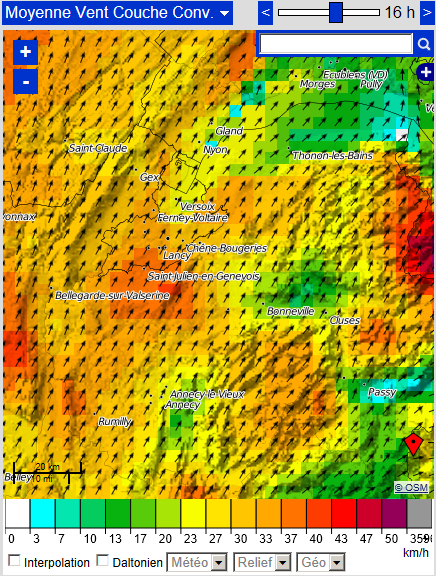 Moyenne Vent Couche Conv. < > 16 h
+
-
+
Ecublens (VD)
Morges Pully
Gland
Nyon
Saint-Claude
Thonon-les-Bains
Gex
Versoix
Ferney-Voltaire
yonnax
Chêne-Bougeries
Lancy
Saint-Julien-en-Genevois
Bellegarde-sur-Valserine
Bonneville
Cluses
Passy
Annecy-le-Vieux
Annecy
Rumilly
20 km
10 mi
Belley
© OSM
0 3 7 10 13 17 20 23 27 30 33 37 40 43 47 50
km/h
Interpolation Daltonien Météo Relief Géo